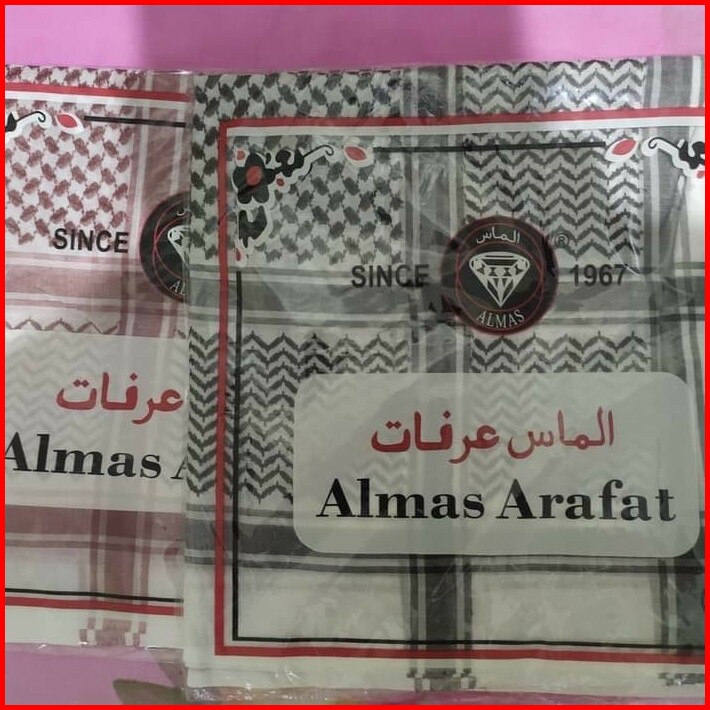 SINCE
عرفات
Almas
الماس
®
SINCE
1967
ALMAS
الماس عرفات
Almas Arafat